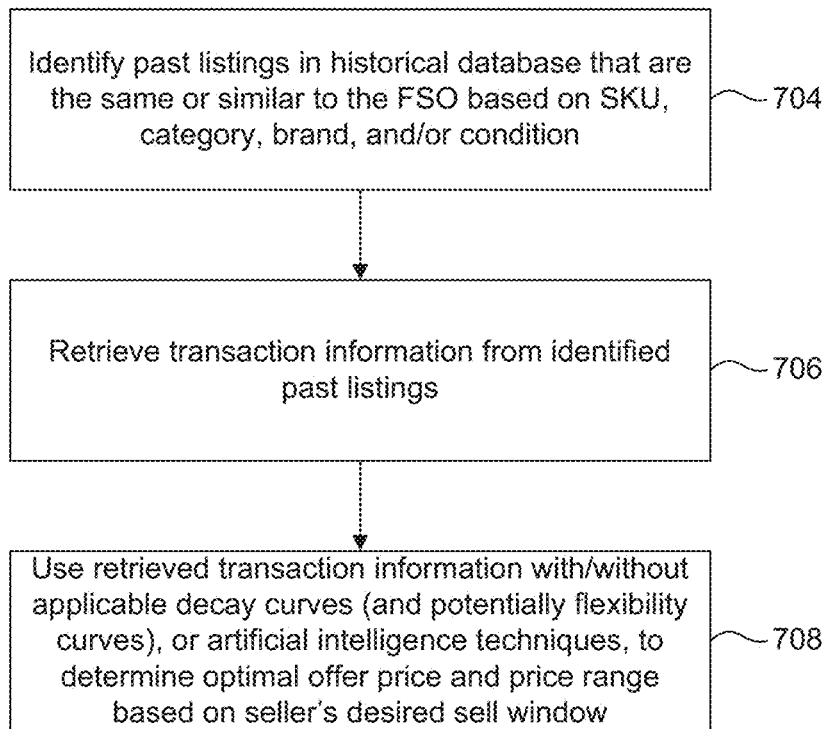 Identify past listings in historical database that are
the same or similar to the FSO based on SKU,
category, brand, and/or condition
704
Retrieve transaction information from identified
past listings
706
Use retrieved transaction information with/without
applicable decay curves (and potentially flexibility
curves), or artificial intelligence techniques, to
determine optimal offer price and price range
based on seller's desired sell window
708